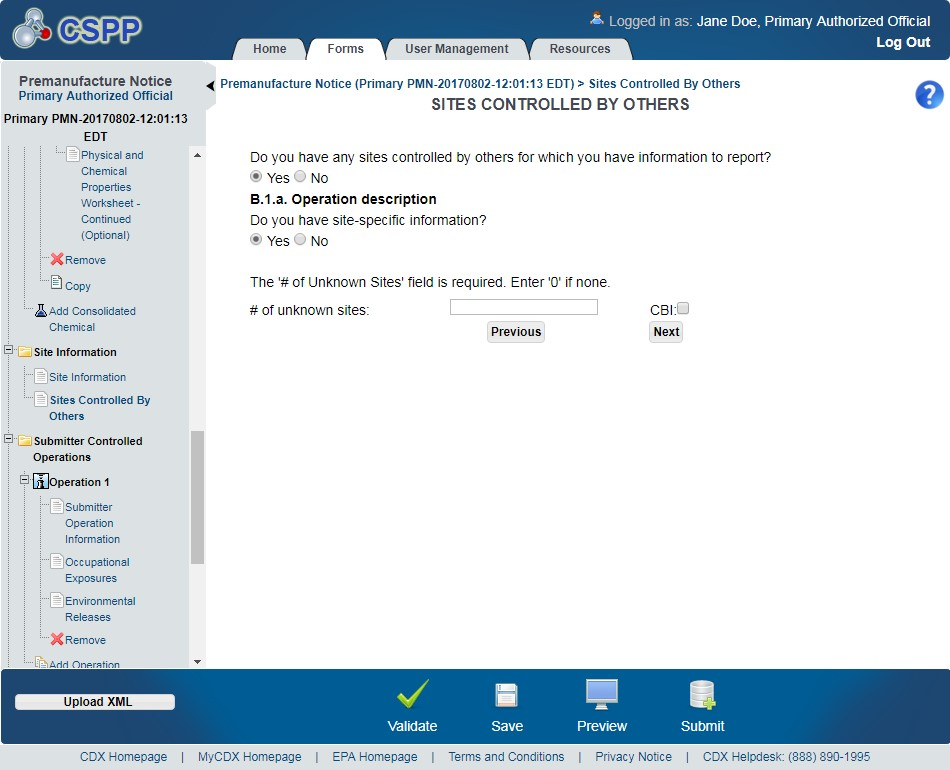 CSPP
Logged in as: Jane Doe, Primary Authorized Official
Log Out
Home
Forms
User Management
Resources
Premanufacture Notice
Primary Authorized Official
Primary PMN-20170802-12:01:13
EDT
Physical and
Chemical
Properties
Worksheet -
Continued
(Optional)
Remove
Copy
Add Consolidated
Chemical
Site Information
Site Information
Sites Controlled By
Others
Submitter Controlled
Operations
Operation 1
Submitter
Operation
Information
Occupational
Exposures
Environmental
Releases
Remove
Add Operation
Premanufacture Notice (Primary PMN-20170802-12:01:13 EDT) > Sites Controlled By Others
SITES CONTROLLED BY OTHERS
?
Do you have any sites controlled by others for which you have information to report?
Yes No
B.1.a. Operation description
Do you have site-specific information?
Yes No
The '# of Unknown Sites' field is required. Enter '0' if none.
# of unknown sites: CBI:
Previous Next
Upload XML
Validate
Save
Preview
Submit
CDX Homepage | MyCDX Homepage | EPA Homepage | Terms and Conditions | Privacy Notice | CDX Helpdesk: (888) 890-1995